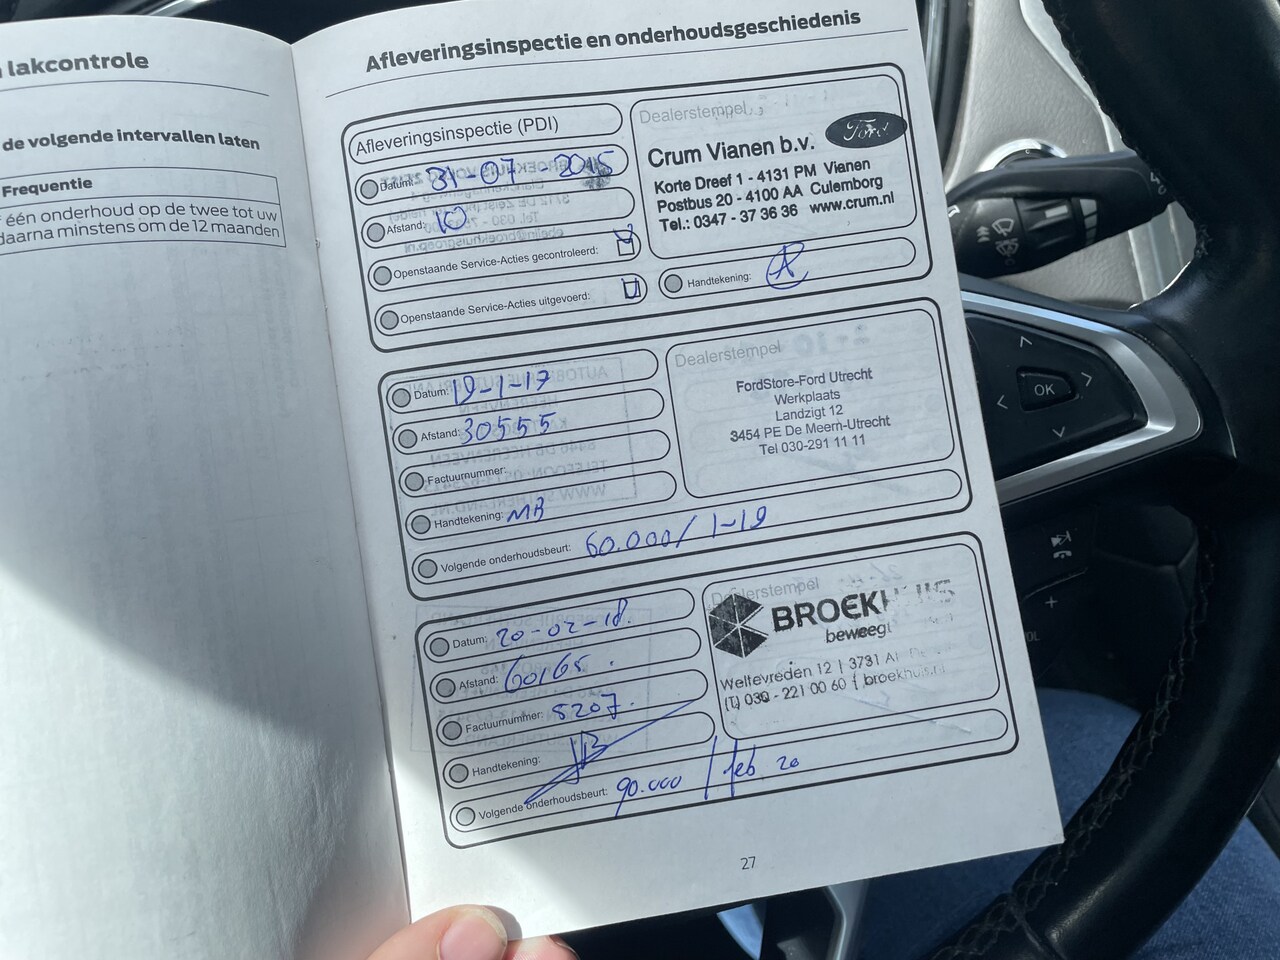 lakcontrole
de volgende intervallen laten
Frequentie
één onderhoud op de twee tot uw
daarna minstens om de 12 maanden
Afleveringsinspectie en onderhoudsgeschiedenis
Afleveringsinspectie (PDI)
Datum: 31-07-2015
Afstand: 10
Openstaande Service-Acties gecontroleerd:
Openstaande Service-Acties uitgevoerd:
Dealerstempel
Ford
Crum Vianen b.v.
Korte Dreef 1 - 4131 PM Vianen
Postbus 20 - 4100 AA Culemborg
Tel.: 0347 - 37 36 36 www.crum.nl
Handtekening:
Datum: 19-1-17
Afstand: 30555
Factuurnummer:
Handtekening: MB
Volgende onderhoudsbeurt: 60.000 / 1-19
Dealerstempel
FordStore-Ford Utrecht
Werkplaats
Landzigt 12
3454 PE De Meern-Utrecht
Tel 030-291 11 11
Datum: 20-02-18.
Afstand: 60165.
Factuurnummer: 5207.
Handtekening:
Volgende onderhoudsbeurt: 90.000 / feb 20
Dealerstempel
BROEKHUIS
beweegt
Weltevreden 12 | 3731
(T) 030 - 221 00 60 | broekhuis.nl
27
OK